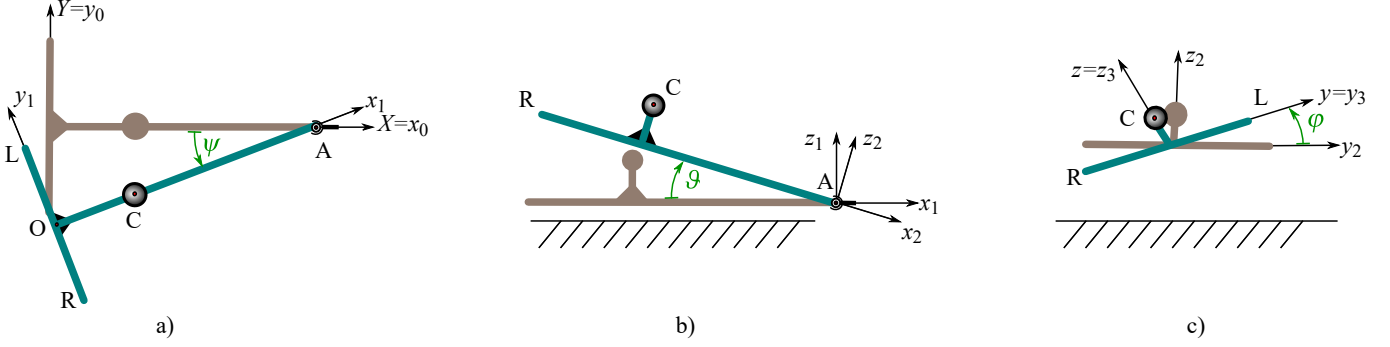 Y=y₀
y₁
L
x₁
X=x₀
A
ψ
C
O
R
a)
R
C
z₁
z₂
A
ϑ
x₁
x₂
b)
z=z₃
z₂
C
L
y=y₃
φ
y₂
R
c)